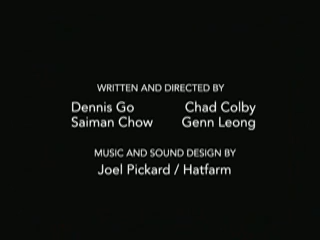 WRITTEN AND DIRECTED BY
Dennis Go Chad Colby
Saiman Chow Genn Leong
MUSIC AND SOUND DESIGN BY
Joel Pickard / Hatfarm